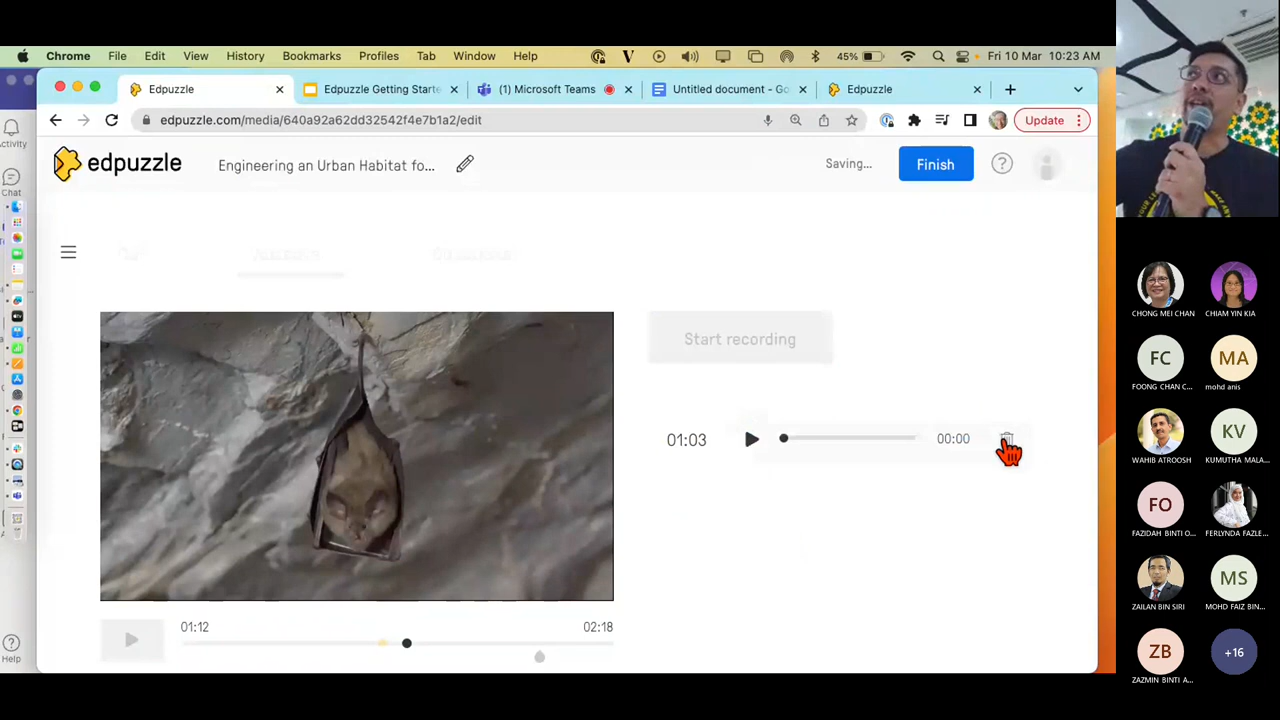 Chrome File Edit View History Bookmarks Profiles Tab Window Help V 45% Fri 10 Mar 10:23 AM
Edpuzzle
Edpuzzle Getting Starte
(1) Microsoft Teams
Untitled document - Go
Edpuzzle
edpuzzle.com/media/640a92a62dd32542f4e7b1a2/edit
Update
edpuzzle
Engineering an Urban Habitat fo...
Saving...
Finish
?
Start recording
01:03
00:00
01:12
02:18
ctivity
Chat
Help
CHONG MEI CHAN
CHIAM YIN KIA
FC
FOONG CHAN C...
MA
mohd anis
WAHIB ATROOSH
KV
KUMUTHA MALA...
FO
FAZIDAH BINTI O...
FERLYNDA FAZLE...
ZAILAN BIN SIRI
MS
MOHD FAIZ BIN...
ZB
ZAZMIN BINTI A...
+16